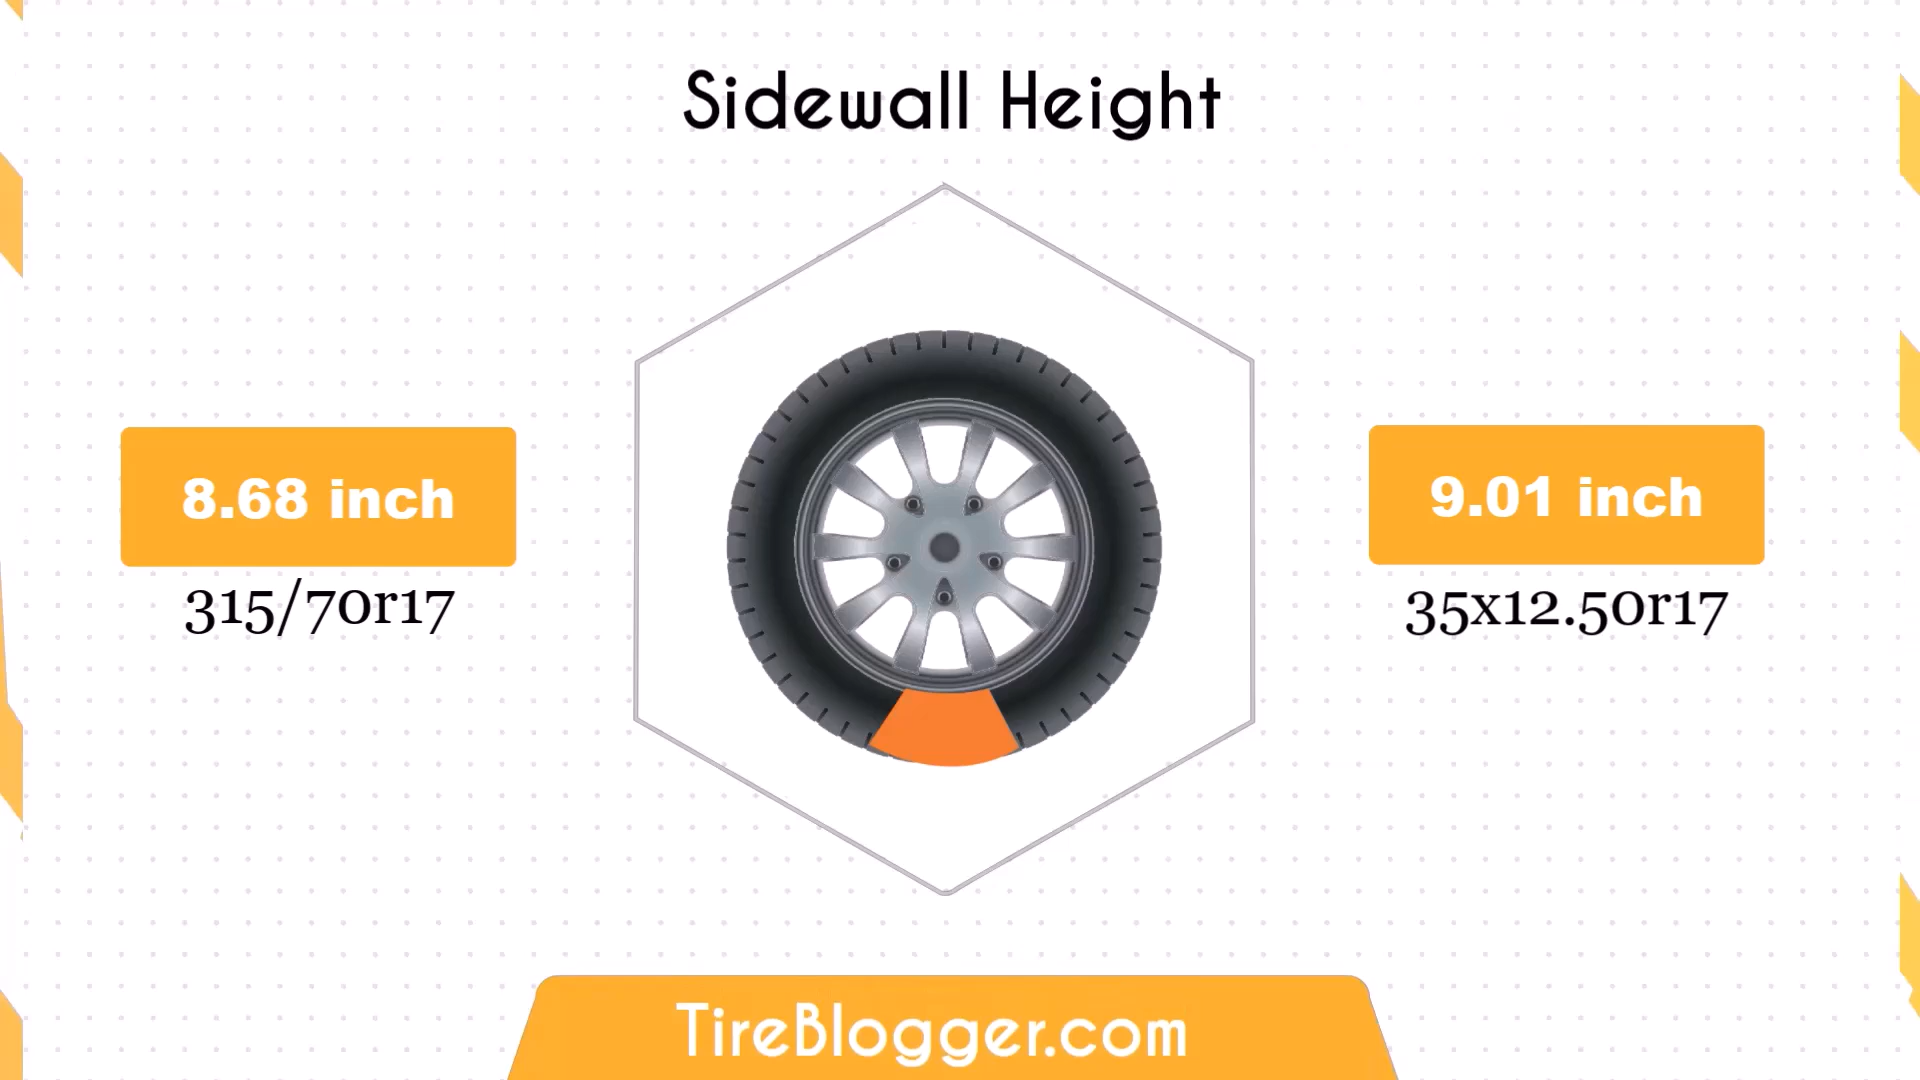 Sidewall Height
8.68 inch
315/70r17
9.01 inch
35x12.50r17
TireBlogger.com